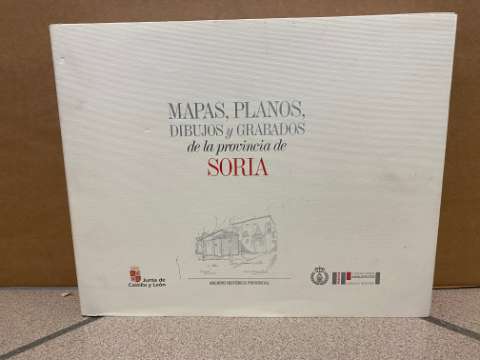 MAPAS, PLANOS,
DIBUJOS y GRABADOS
de la provincia de
SORIA
Junta de
Castilla y León
ARCHIVO HISTÓRICO PROVINCIAL